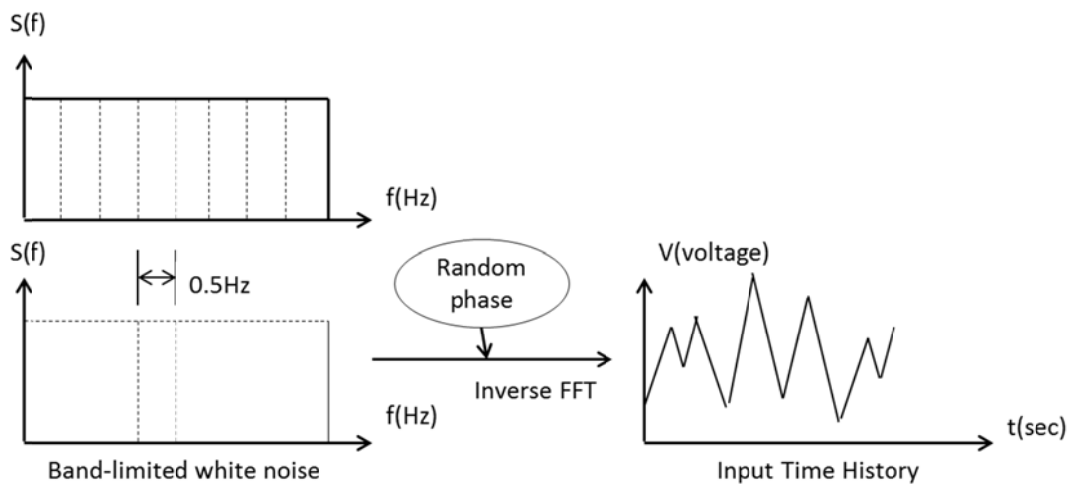 S(f)
f(Hz)
S(f)
0.5Hz
Random
phase
V(voltage)
Inverse FFT
f(Hz)
t(sec)
Band-limited white noise
Input Time History